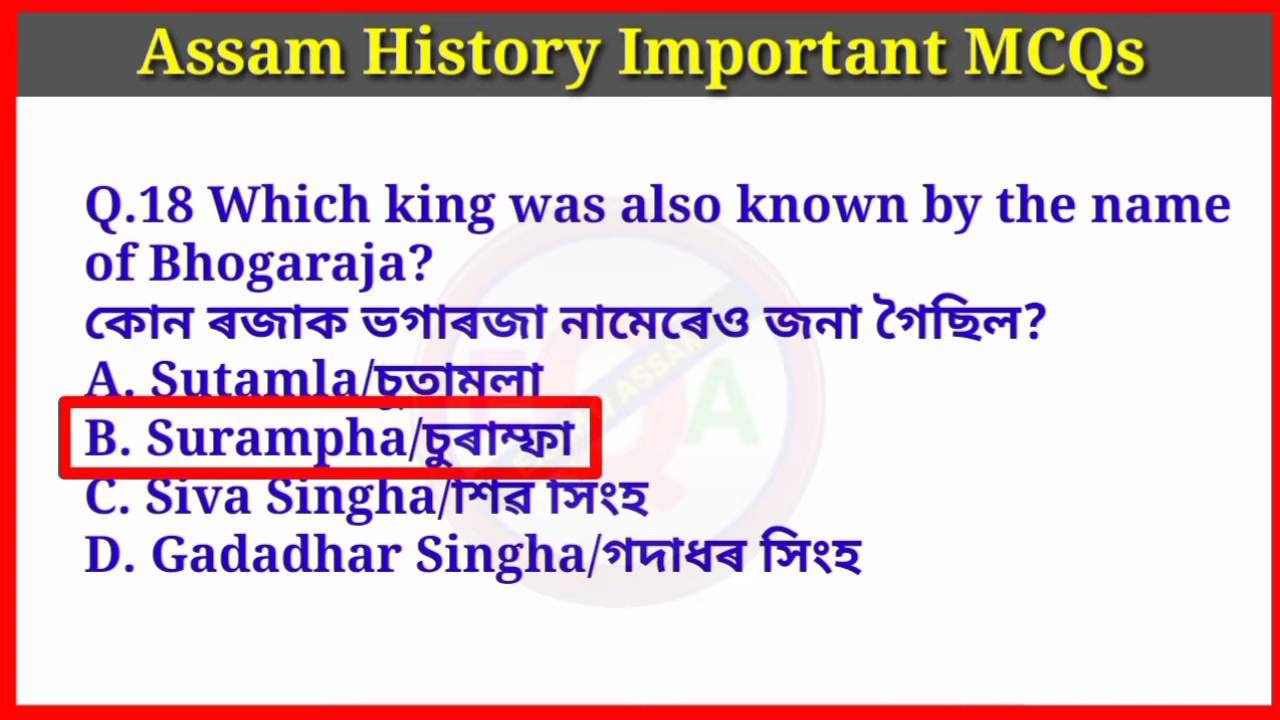 Assam History Important MCQs
Q.18 Which king was also known by the name
of Bhogaraja?
কোন ৰজাক ভগাৰজা নামেৰেও জনা গৈছিল?
A. Sutamla/চুতামলা
B. Surampha/চুৰাম্ফা
C. Siva Singha/শিৱ সিংহ
D. Gadadhar Singha/গদাধৰ সিংহ